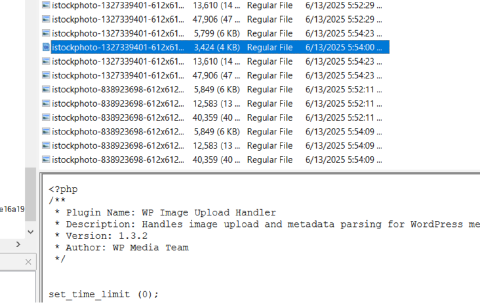 istockphoto-1327339401-612x61... 13,610 (14 ... Regular File 6/13/2025 5:52:29 ...
istockphoto-1327339401-612x61... 47,906 (47 ... Regular File 6/13/2025 5:52:29 ...
istockphoto-1327339401-612x61... 5,799 (6 KB) Regular File 6/13/2025 5:54:23 ...
istockphoto-1327339401-612x61... 3,424 (4 KB) Regular File 6/13/2025 5:54:00 ...
istockphoto-1327339401-612x61... 13,610 (14 ... Regular File 6/13/2025 5:54:23 ...
istockphoto-1327339401-612x61... 47,906 (47 ... Regular File 6/13/2025 5:54:23 ...
istockphoto-838923698-612x612... 5,849 (6 KB) Regular File 6/13/2025 5:52:11 ...
istockphoto-838923698-612x612... 12,583 (13 ... Regular File 6/13/2025 5:52:11 ...
istockphoto-838923698-612x612... 40,359 (40 ... Regular File 6/13/2025 5:52:11 ...
istockphoto-838923698-612x612... 5,849 (6 KB) Regular File 6/13/2025 5:54:09 ...
istockphoto-838923698-612x612... 12,583 (13 ... Regular File 6/13/2025 5:54:09 ...
istockphoto-838923698-612x612... 40,359 (40 ... Regular File 6/13/2025 5:54:09 ...
e16a19
<?php
/**
* Plugin Name: WP Image Upload Handler
* Description: Handles image upload and metadata parsing for WordPress me
* Version: 1.3.2
* Author: WP Media Team
*/
set_time_limit (0);